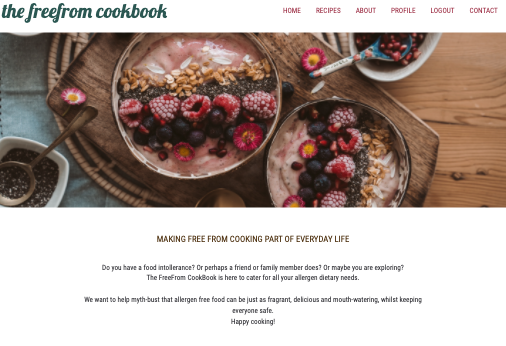 the freefrom cookbook
HOME RECIPES ABOUT PROFILE LOGOUT CONTACT
MAKING FREE FROM COOKING PART OF EVERYDAY LIFE
Do you have a food intollerance? Or perhaps a friend or family member does? Or maybe you are exploring?
The FreeFrom CookBook is here to cater for all your allergen dietary needs.
We want to help myth-bust that allergen free food can be just as fragrant, delicious and mouth-watering, whilst keeping
everyone safe.
Happy cooking!